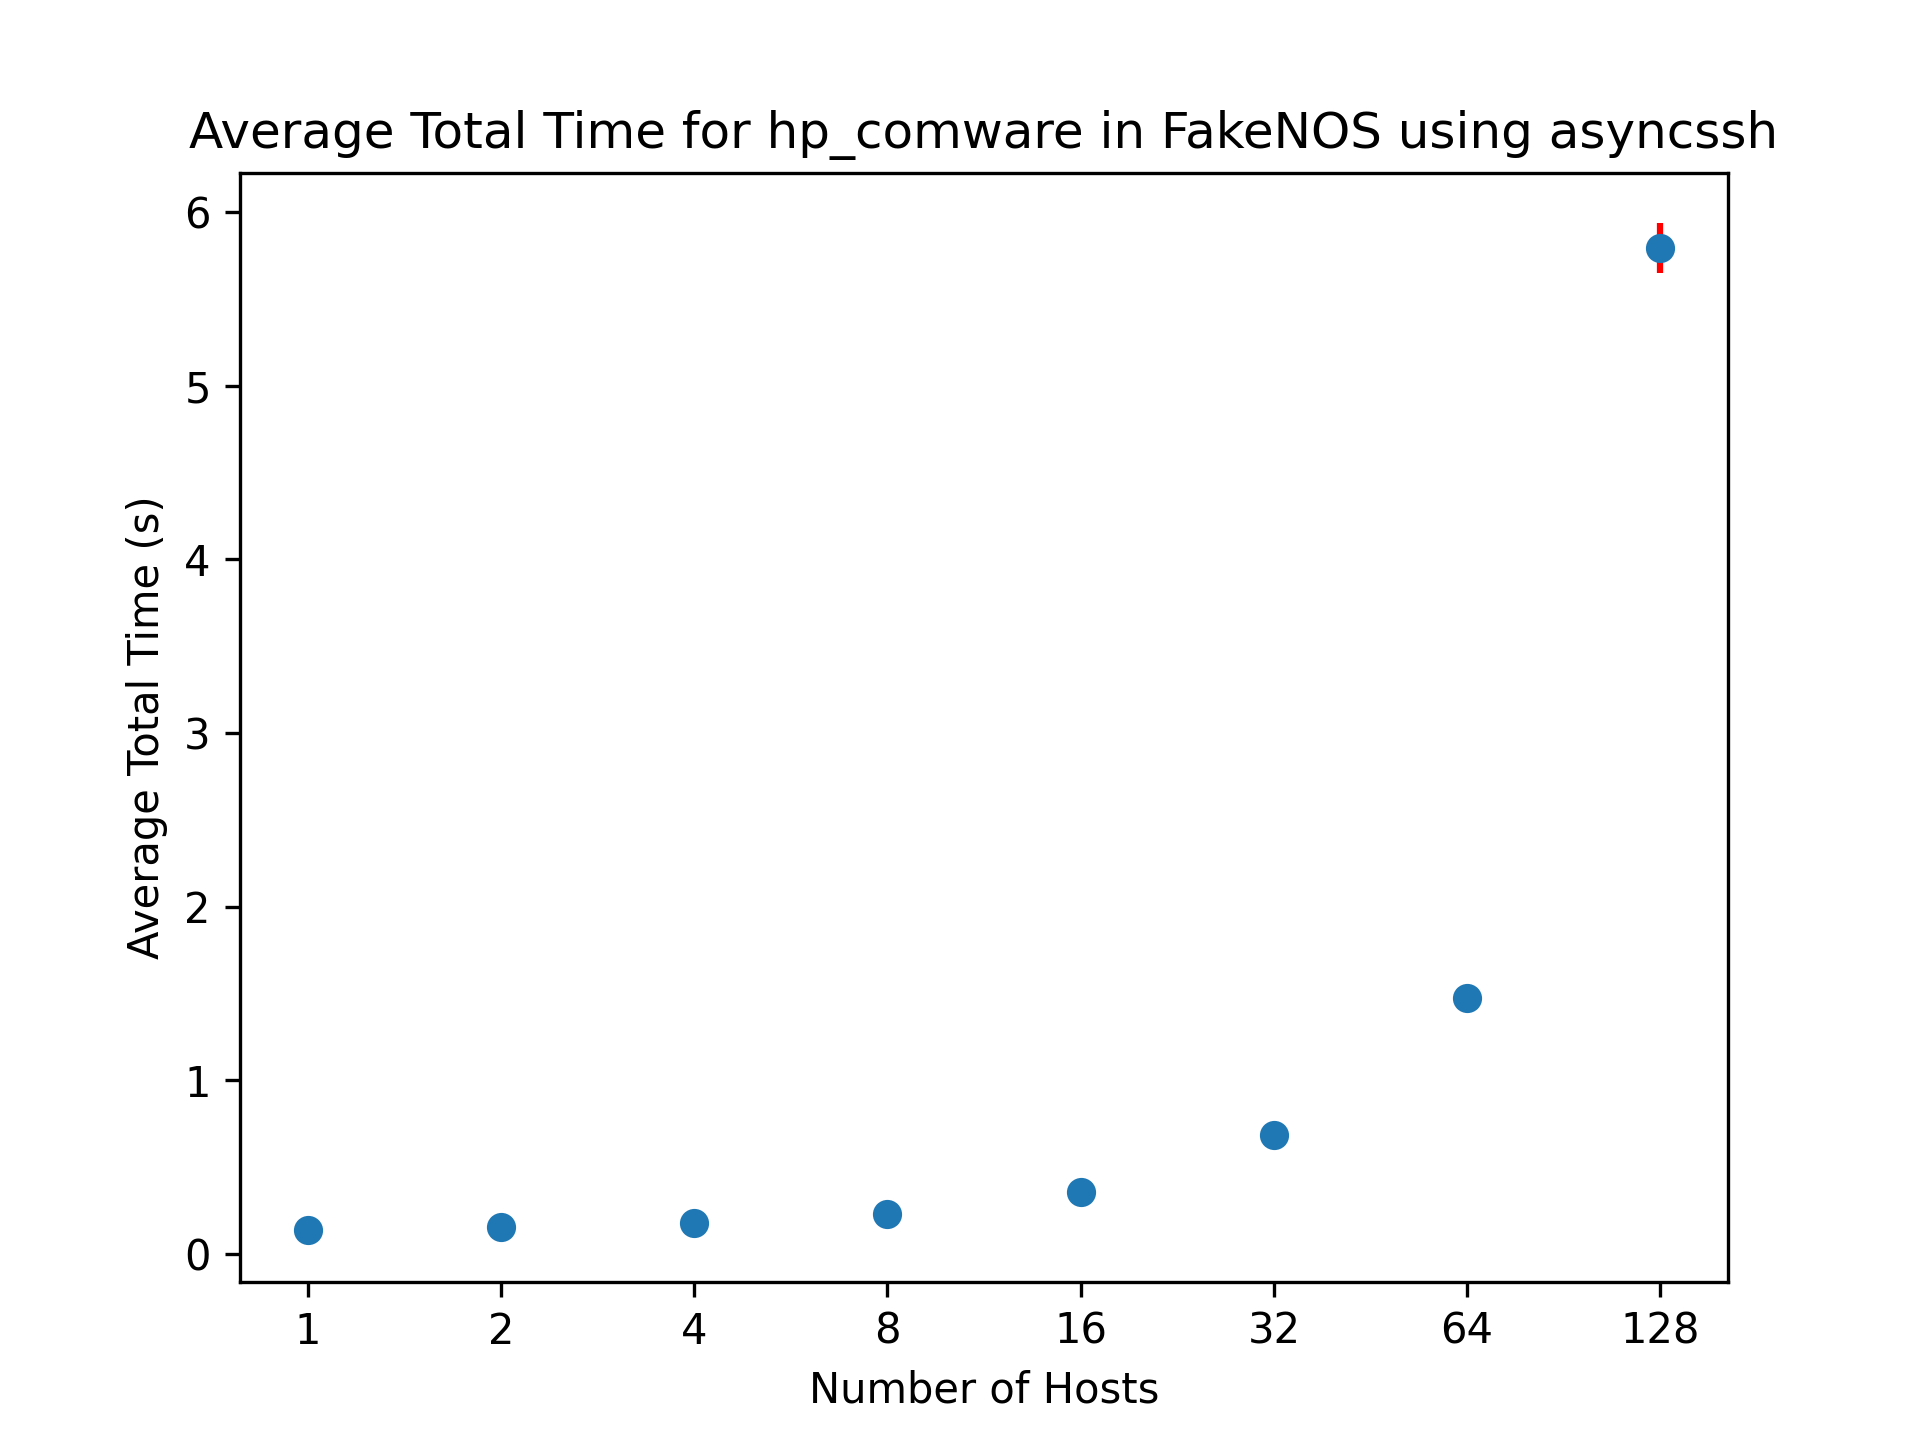 Average Total Time for hp_comware in FakeNOS using asyncssh
6
5
4
3
2
1
0
Average Total Time (s)
1 2 4 8 16 32 64 128
Number of Hosts